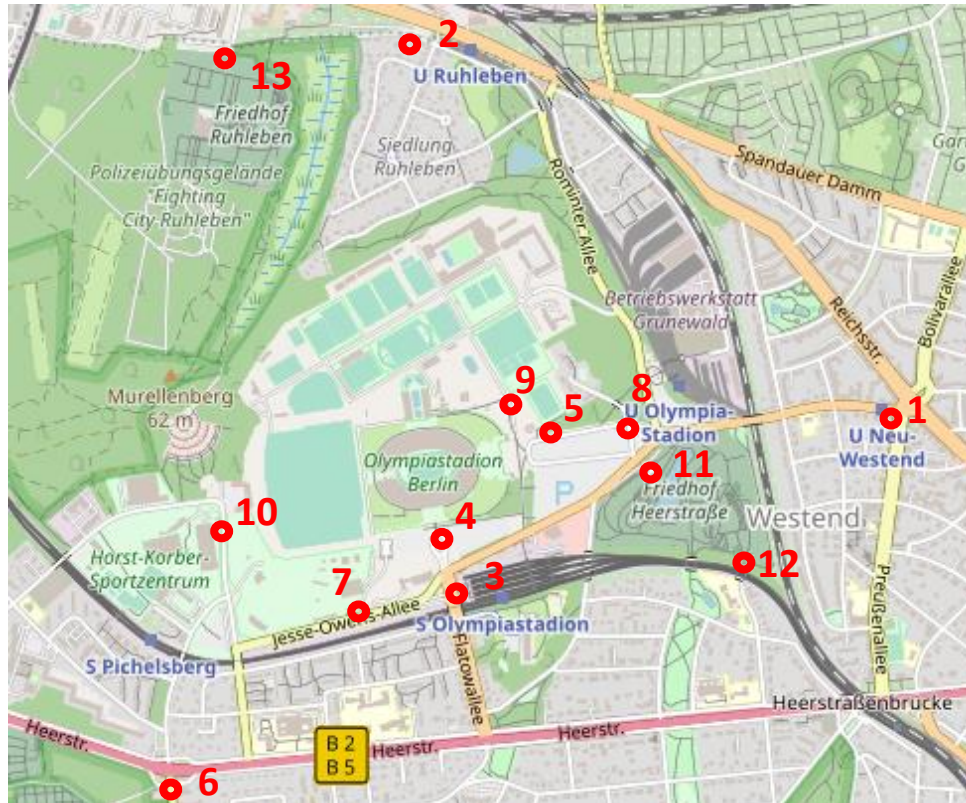 2
U Ruhleben
13
Friedhof
Ruhleben
Siedlung
Ruhleben
Polizeiübungsgelände
"Fighting
City-Ruhleben"
Spandauer Damm
Rominter Allee
Betriebswerkstatt
Grunewald
Reichsstr.
Bolivarallee
Murellenberg
62 m
9
5
8
U Olympia-
Stadion
1
U Neu-
Westend
Olympiastadion
Berlin
P
11
Friedhof
Heerstraße
10
4
Westend
Horst-Korber-
Sportzentrum
12
7
3
Jesse-Owens-Allee
S Olympiastadion
S Pichelsberg
Flatowallee
Preußenallee
Heerstraßenbrücke
Heerstr.
B 2
B 5
Heerstr.
Heerstr.
6